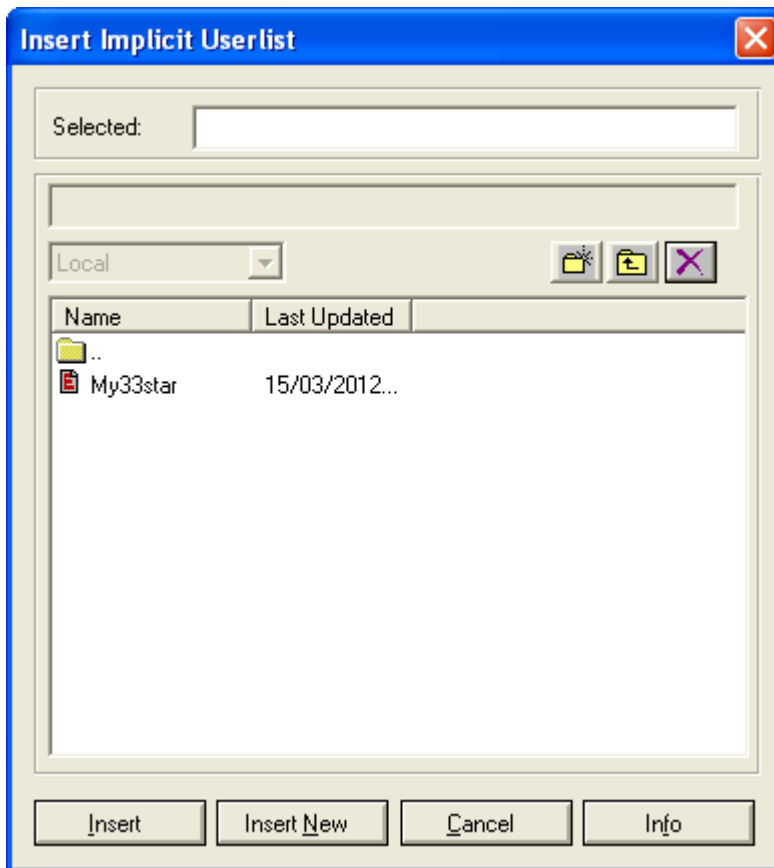 Insert Implicit Userlist
Selected:
Local
Name Last Updated
..
My33star 15/03/2012...
Insert Insert New Cancel Info